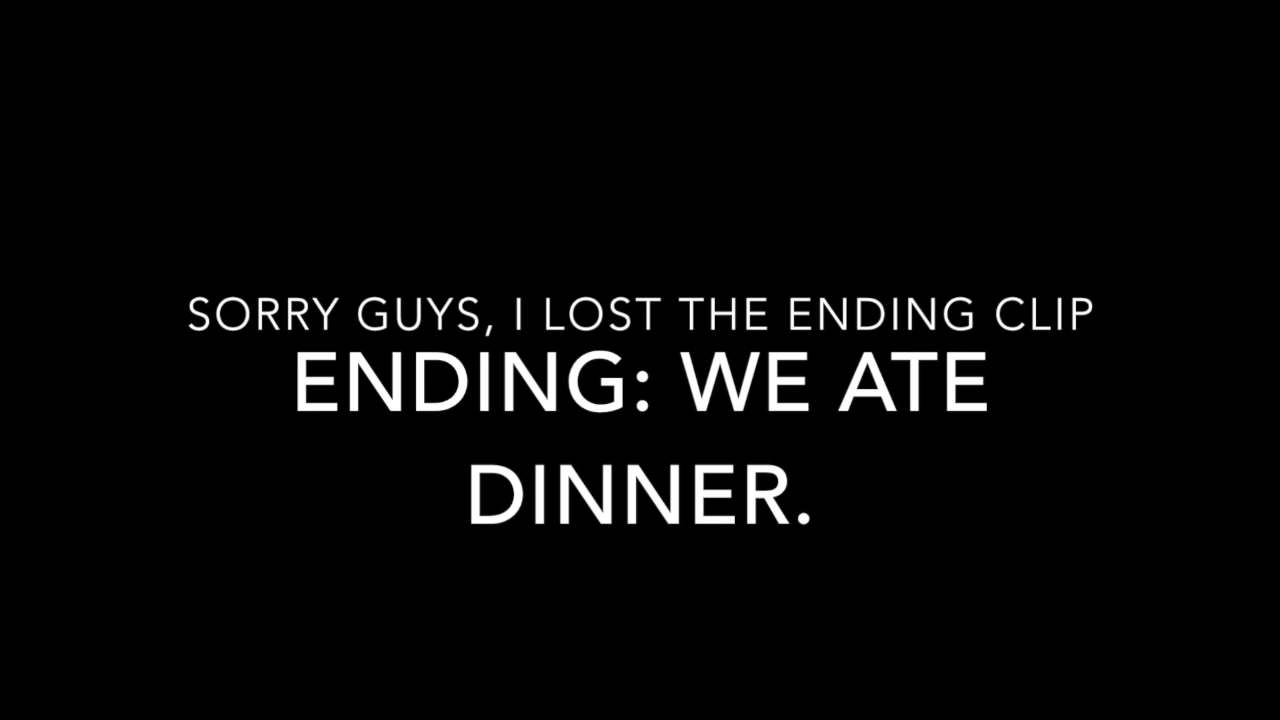 SORRY GUYS, I LOST THE ENDING CLIP
ENDING: WE ATE
DINNER.